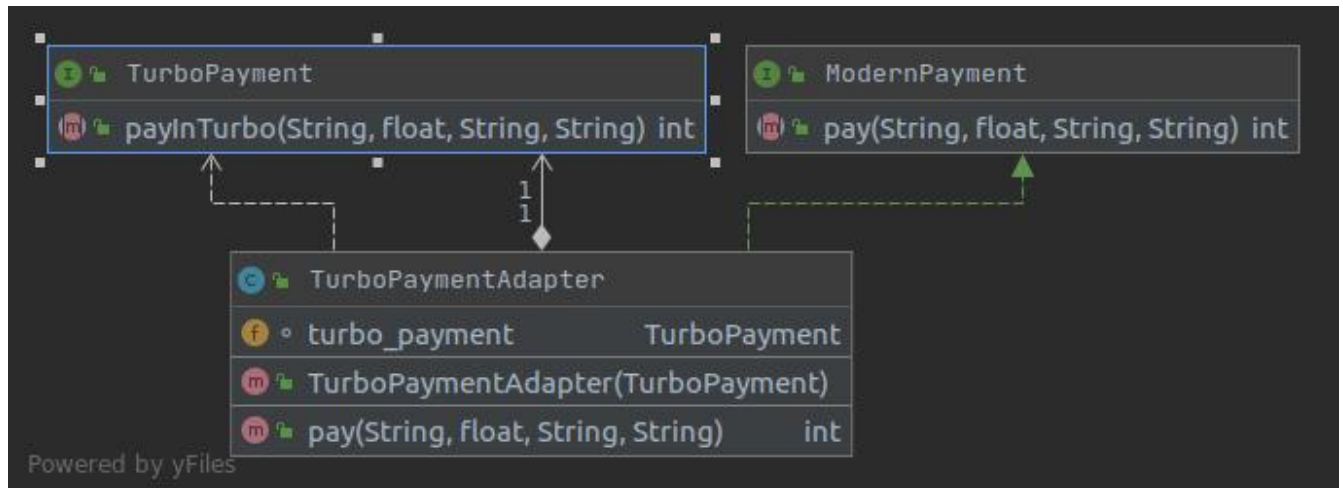 TurboPayment
payInTurbo(String, float, String, String) int
ModernPayment
pay(String, float, String, String) int
1
1
TurboPaymentAdapter
turbo_payment TurboPayment
TurboPaymentAdapter(TurboPayment)
pay(String, float, String, String) int
Powered by yFiles